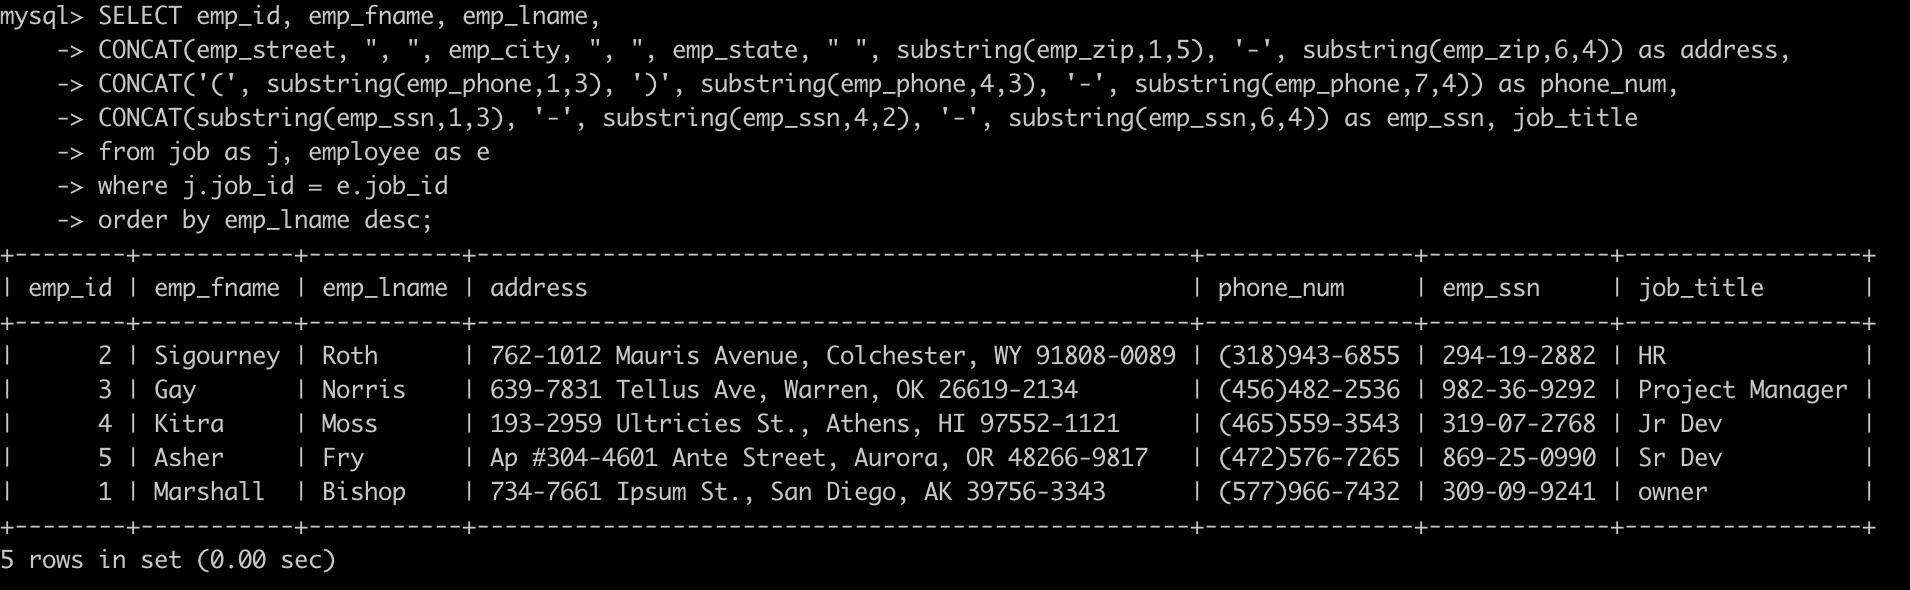 mysql> SELECT emp_id, emp_fname, emp_lname,
    -> CONCAT(emp_street, ", ", emp_city, ", ", emp_state, " ", substring(emp_zip,1,5), '-', substring(emp_zip,6,4)) as address,
    -> CONCAT('(', substring(emp_phone,1,3), ')', substring(emp_phone,4,3), '-', substring(emp_phone,7,4)) as phone_num,
    -> CONCAT(substring(emp_ssn,1,3), '-', substring(emp_ssn,4,2), '-', substring(emp_ssn,6,4)) as emp_ssn, job_title
    -> from job as j, employee as e
    -> where j.job_id = e.job_id
    -> order by emp_lname desc;
+--------+-----------+-----------+---------------------------------------------------+---------------+-------------+-----------------+
| emp_id | emp_fname | emp_lname | address                                           | phone_num     | emp_ssn     | job_title       |
+--------+-----------+-----------+---------------------------------------------------+---------------+-------------+-----------------+
|      2 | Sigourney | Roth      | 762-1012 Mauris Avenue, Colchester, WY 91808-0089 | (318)943-6855 | 294-19-2882 | HR              |
|      3 | Gay       | Norris    | 639-7831 Tellus Ave, Warren, OK 26619-2134        | (456)482-2536 | 982-36-9292 | Project Manager |
|      4 | Kitra     | Moss      | 193-2959 Ultricies St., Athens, HI 97552-1121     | (465)559-3543 | 319-07-2768 | Jr Dev          |
|      5 | Asher     | Fry       | Ap #304-4601 Ante Street, Aurora, OR 48266-9817   | (472)576-7265 | 869-25-0990 | Sr Dev          |
|      1 | Marshall  | Bishop    | 734-7661 Ipsum St., San Diego, AK 39756-3343      | (577)966-7432 | 309-09-9241 | owner           |
+--------+-----------+-----------+---------------------------------------------------+---------------+-------------+-----------------+
5 rows in set (0.00 sec)